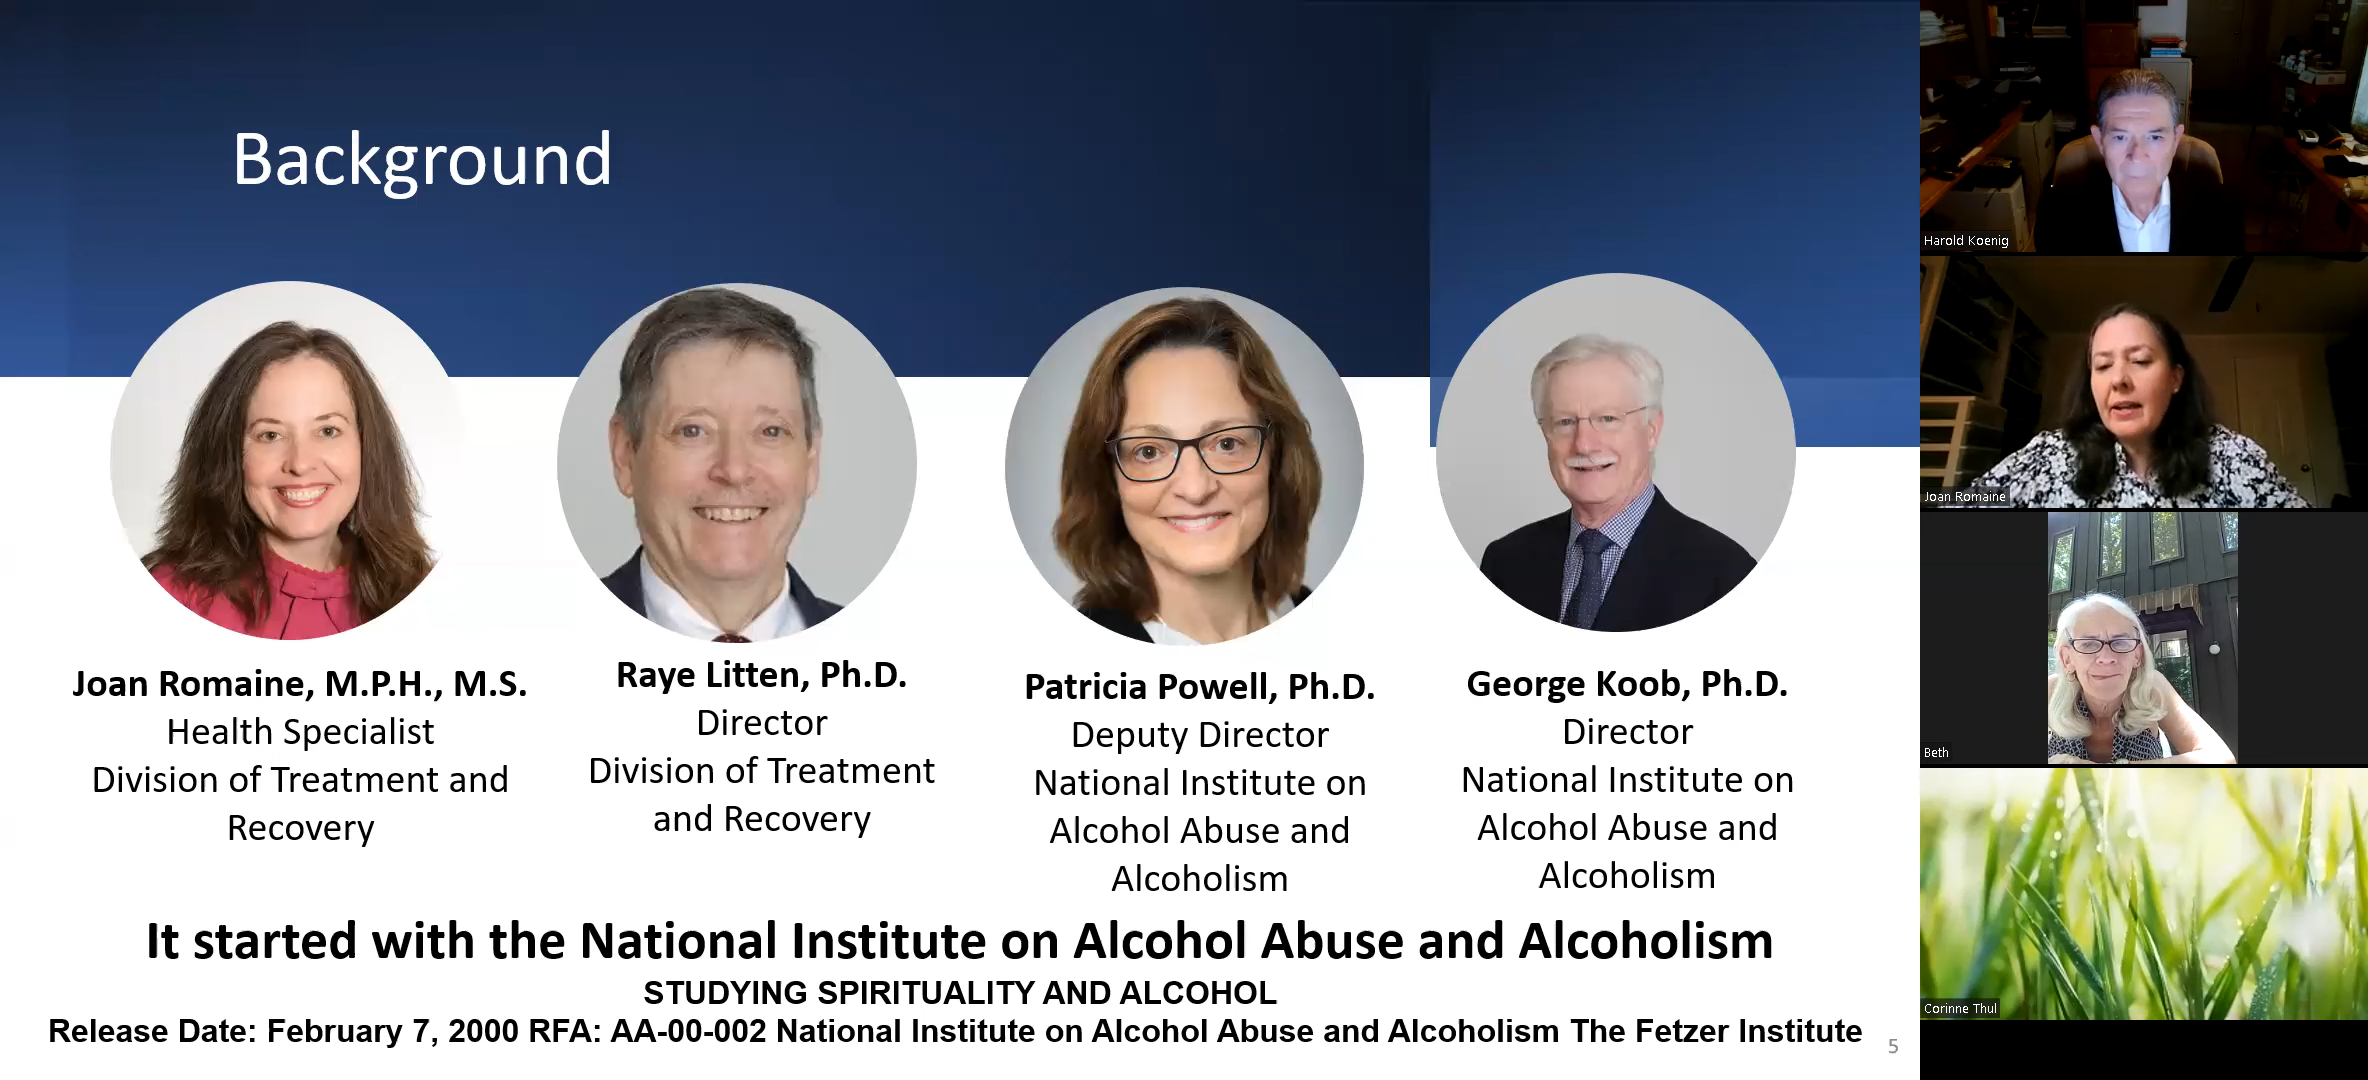 Background
Joan Romaine, M.P.H., M.S.
Health Specialist
Division of Treatment and
Recovery
Raye Litten, Ph.D.
Director
Division of Treatment
and Recovery
Patricia Powell, Ph.D.
Deputy Director
National Institute on
Alcohol Abuse and
Alcoholism
George Koob, Ph.D.
Director
National Institute on
Alcohol Abuse and
Alcoholism
It started with the National Institute on Alcohol Abuse and Alcoholism
STUDYING SPIRITUALITY AND ALCOHOL
Release Date: February 7, 2000 RFA: AA-00-002 National Institute on Alcohol Abuse and Alcoholism The Fetzer Institute
5
Harold Koenig
Joan Romaine
Beth
Corinne Thul